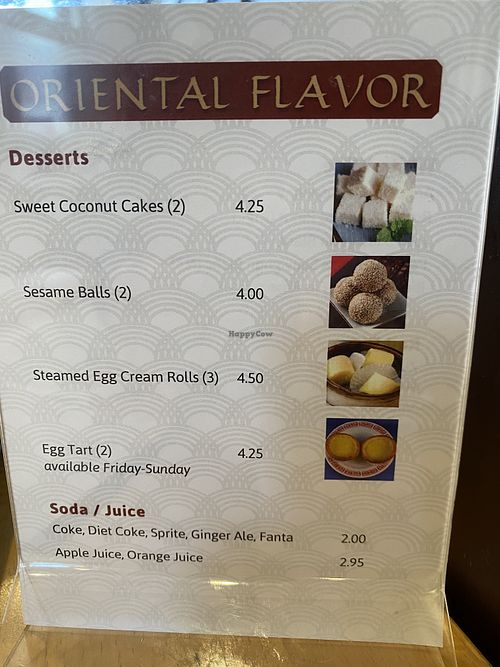 ORIENTAL FLAVOR
Desserts
Sweet Coconut Cakes (2) 4.25
Sesame Balls (2) 4.00
HappyCow
Steamed Egg Cream Rolls (3) 4.50
Egg Tart (2) 4.25
available Friday-Sunday
Soda / Juice
Coke, Diet Coke, Sprite, Ginger Ale, Fanta 2.00
Apple Juice, Orange Juice 2.95